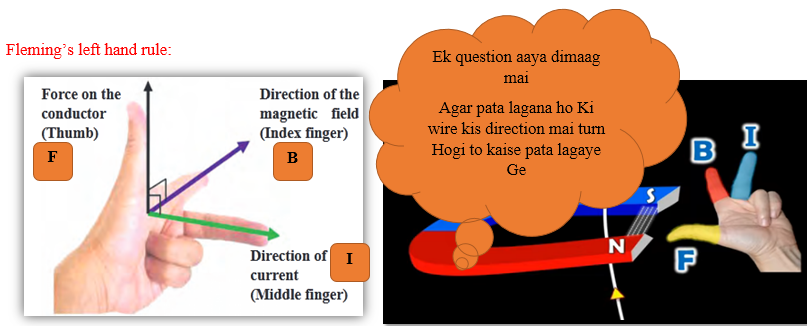 Fleming’s left hand rule:
Force on the
conductor
(Thumb)
F
Direction of the
magnetic field
(Index finger)
B
Direction of
current
(Middle finger)
I
Ek question aaya dimaag
mai
Agar pata lagana ho Ki
wire kis direction mai turn
Hogi to kaise pata lagaye
Ge
S
N
B
I
F